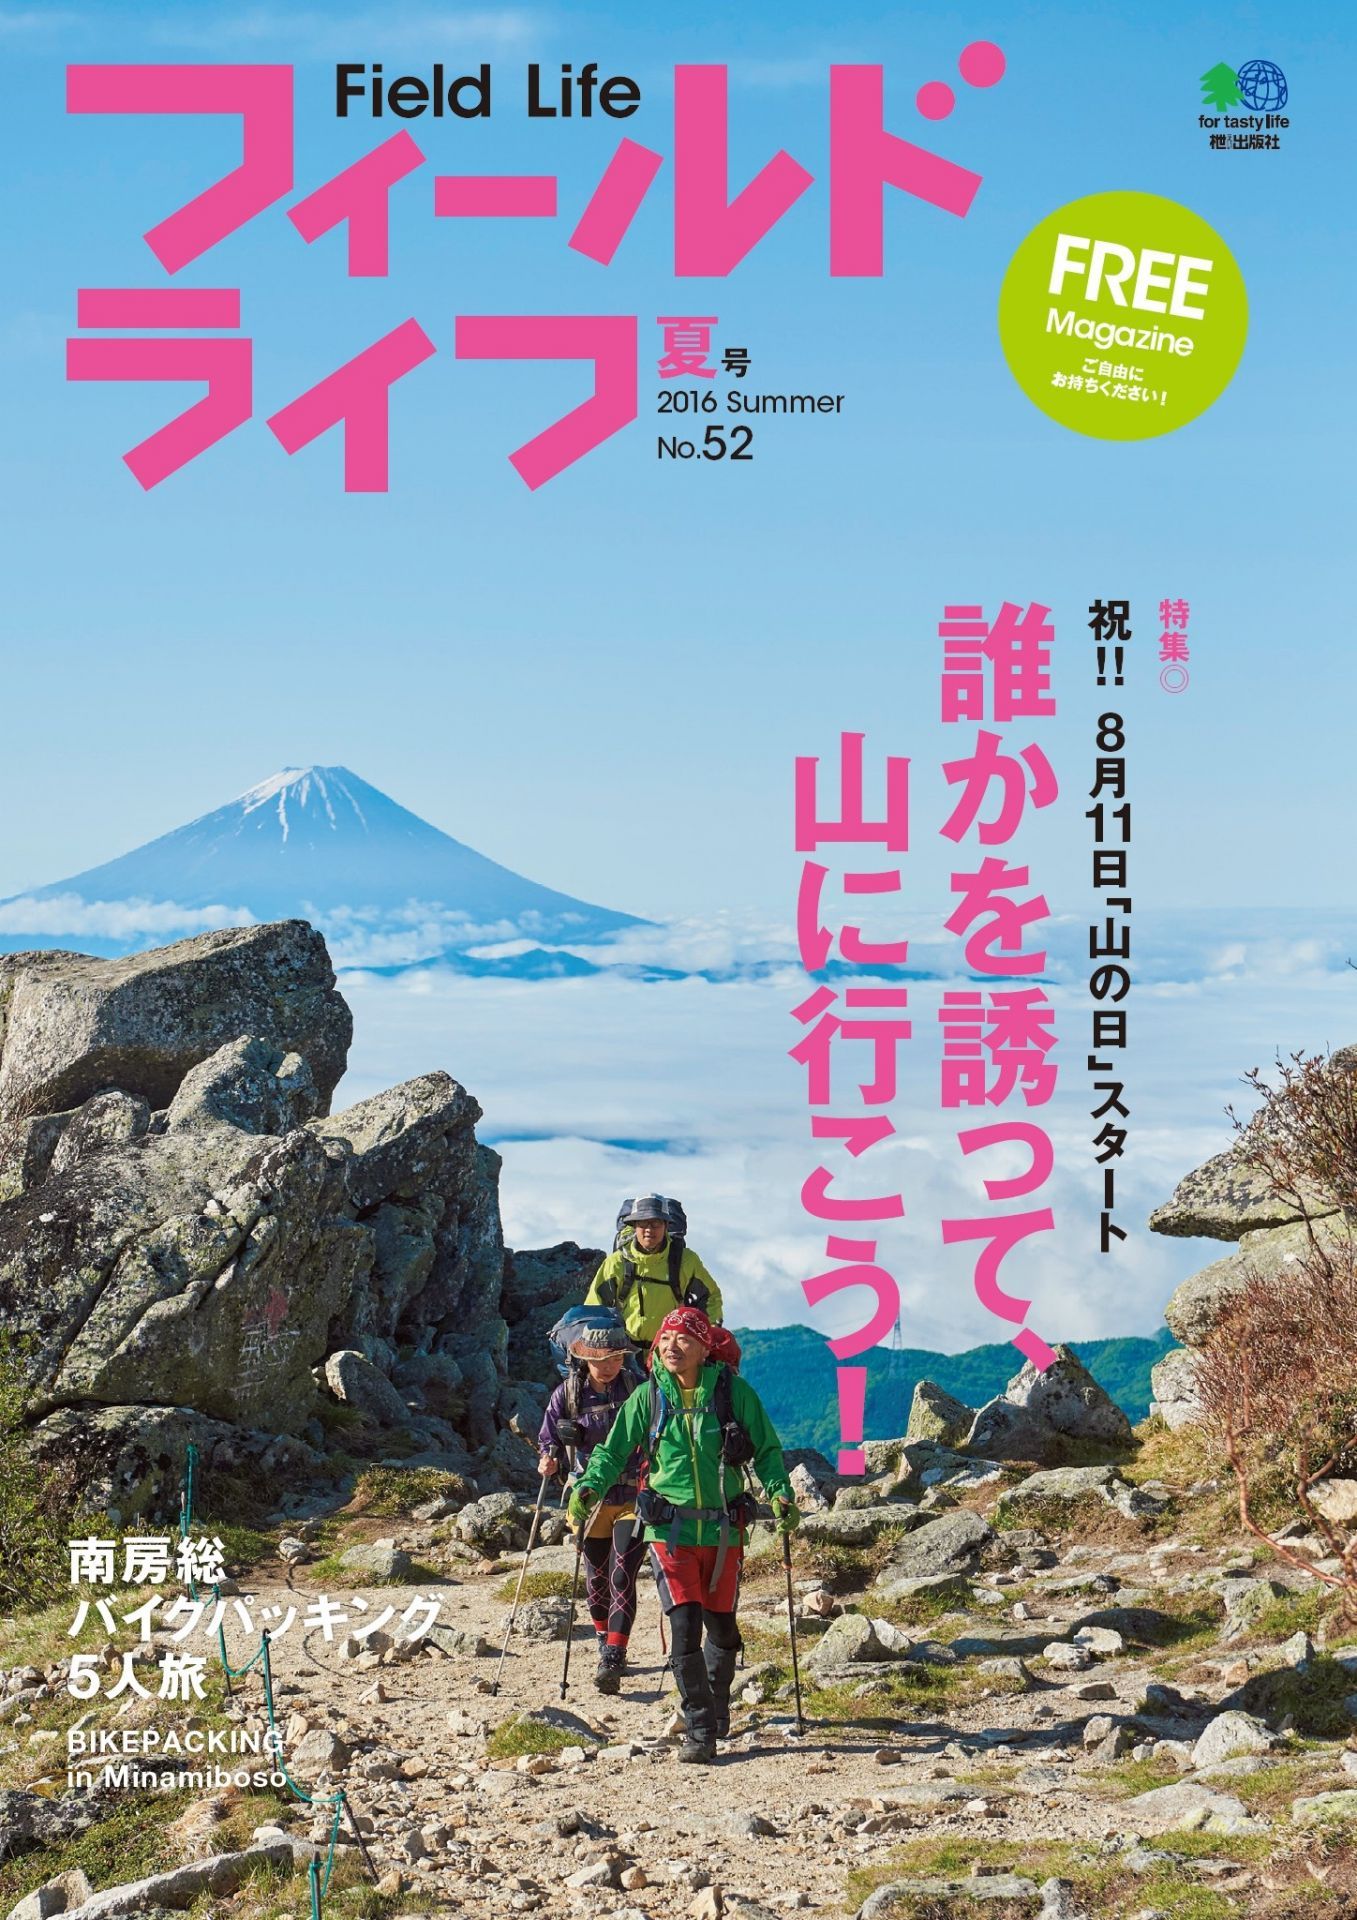 Field Life
フィールド
ライフ
夏号
2016 Summer
No.52
for tasty life
枻出版社
FREE
Magazine
ご自由に
お持ちください!
特集◎
祝!! 8月11日「山の日」スタート
誰かを誘って、
山に行こう!
南房総
バイクパッキング
5人旅
BIKEPACKING
in Minamiboso